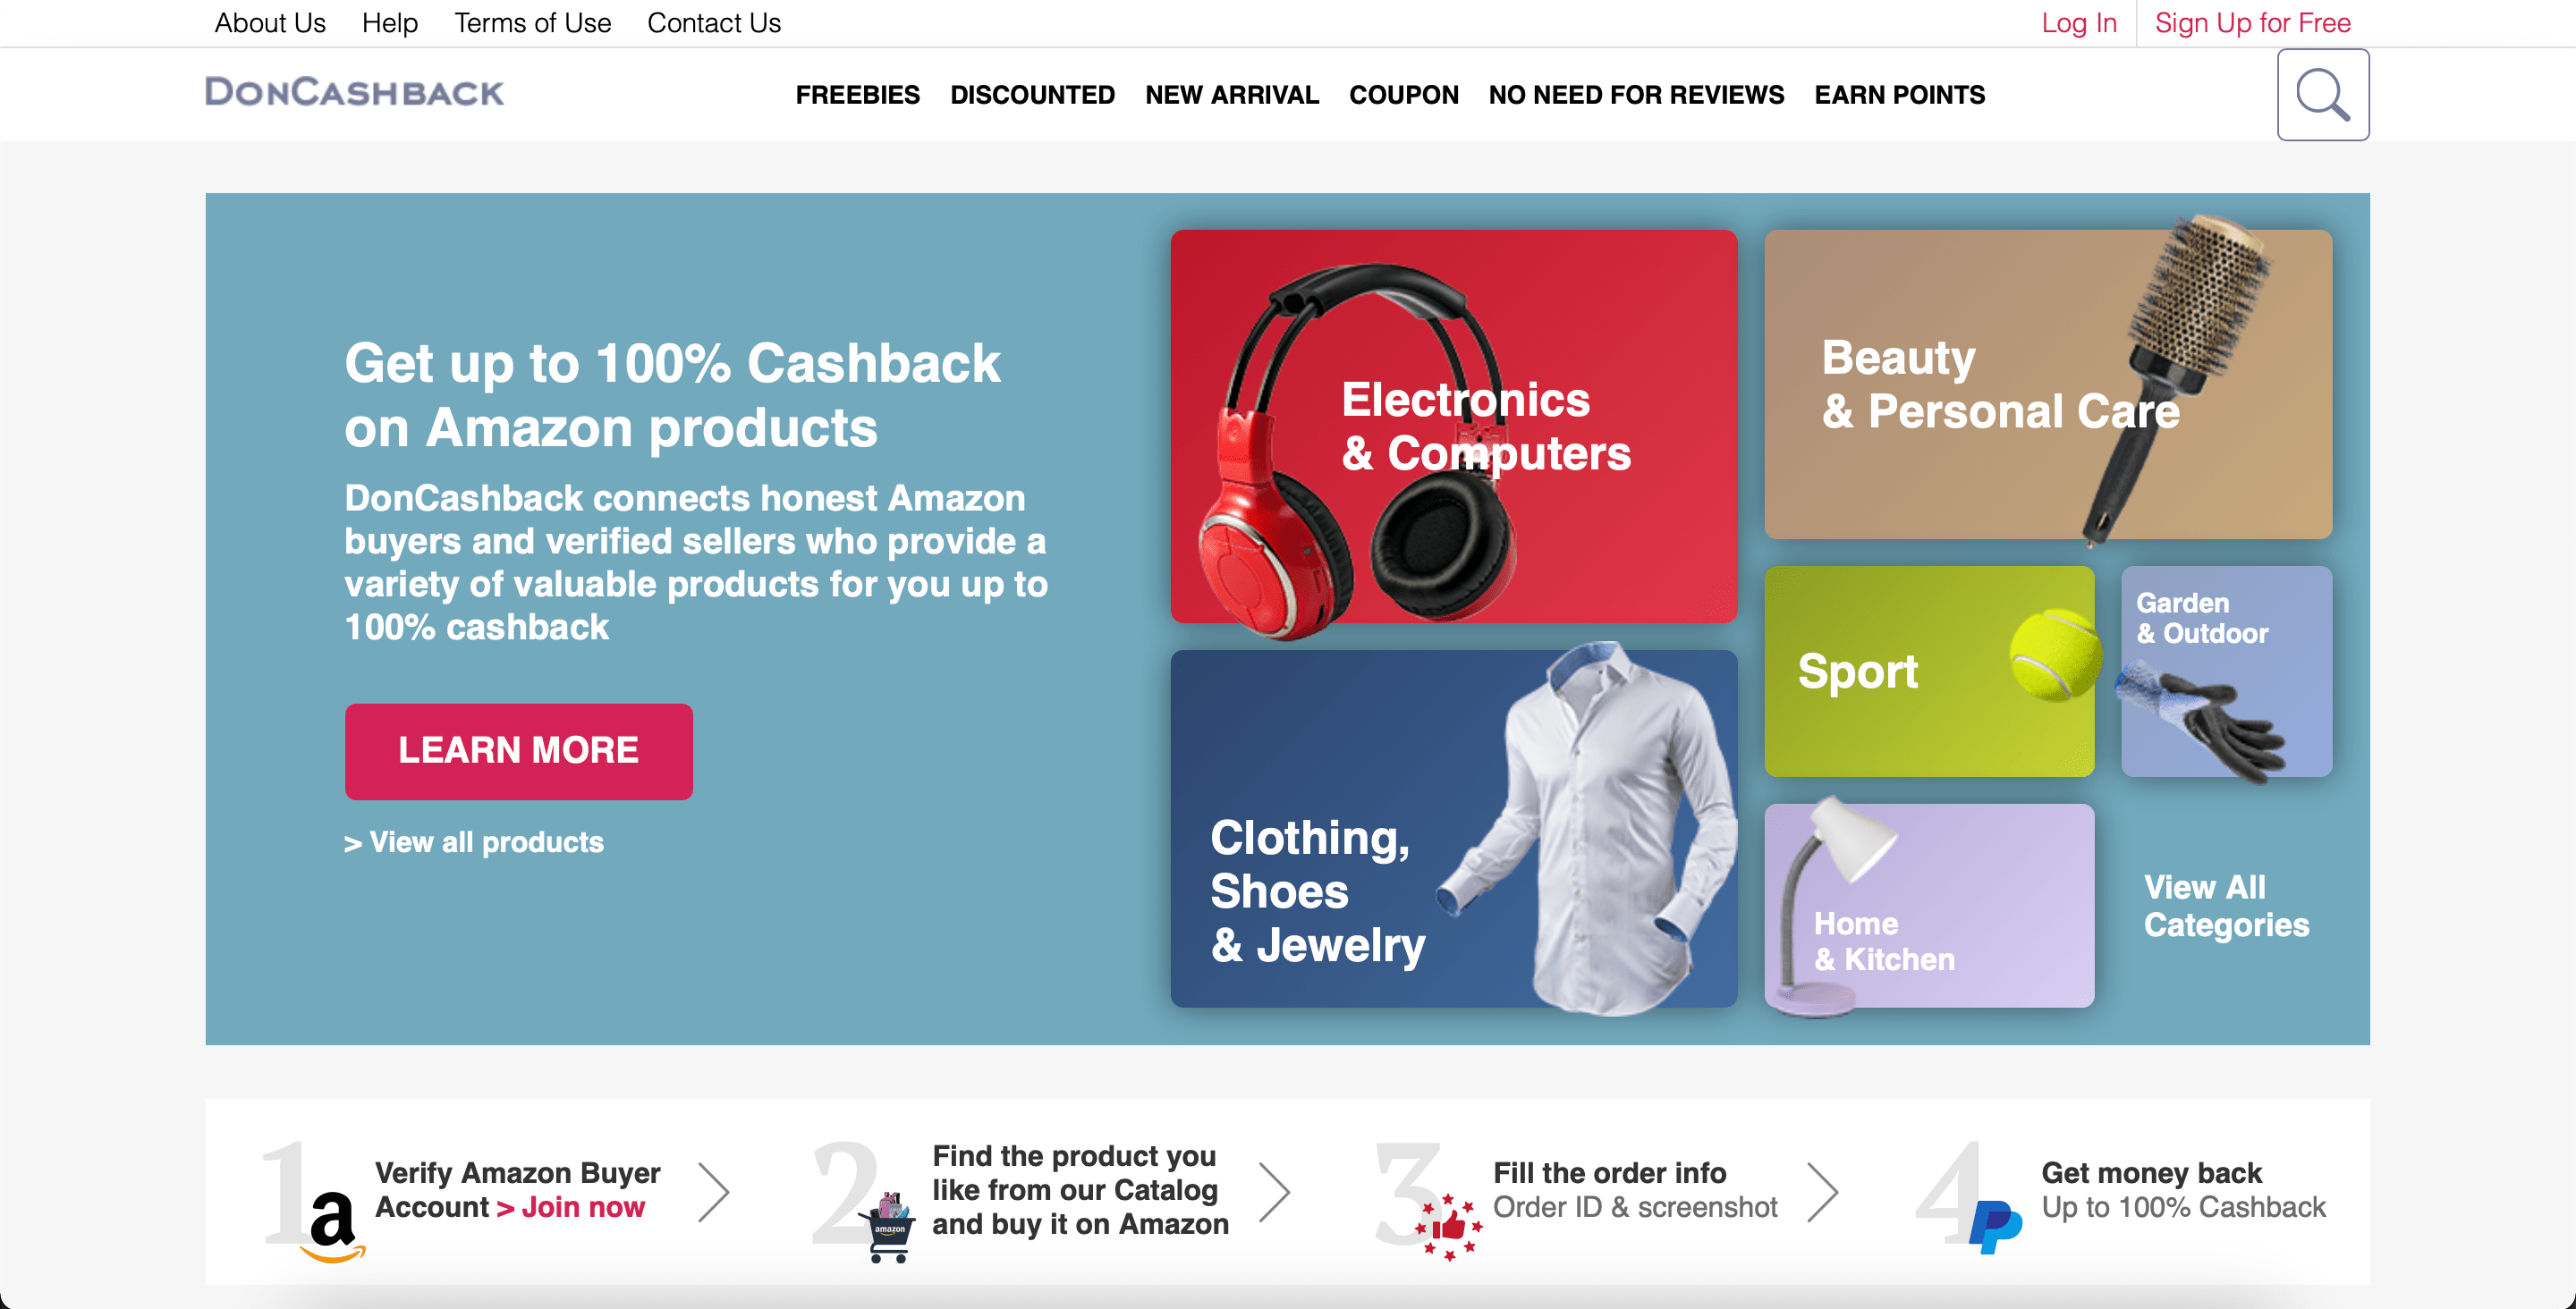 About Us Help Terms of Use Contact Us
Log In Sign Up for Free
DONCASHBACK
FREEBIES DISCOUNTED NEW ARRIVAL COUPON NO NEED FOR REVIEWS EARN POINTS
Get up to 100% Cashback
on Amazon products
DonCashback connects honest Amazon
buyers and verified sellers who provide a
variety of valuable products for you up to
100% cashback
LEARN MORE
> View all products
Electronics
& Computers
Beauty
& Personal Care
Clothing,
Shoes
& Jewelry
Sport
Garden
& Outdoor
Home
& Kitchen
View All
Categories
1
a
Verify Amazon Buyer
Account > Join now
2
amazon
Find the product you
like from our Catalog
and buy it on Amazon
3
Fill the order info
Order ID & screenshot
4
Get money back
Up to 100% Cashback